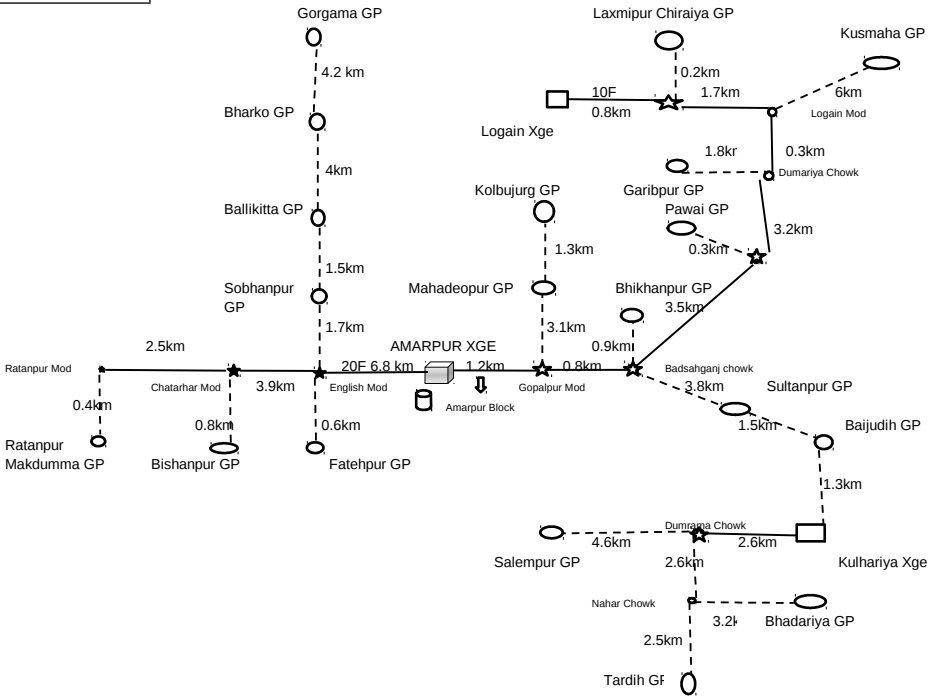 Gorgama GP
Laxmipur Chiraiya GP
Kusmaha GP
4.2 km
0.2km
10F
1.7km
6km
Bharko GP
0.8km
Logain Mod
Logain Xge
4km
1.8kr
0.3km
Dumariya Chowk
Kolbujurg GP
Garibpur GP
Ballikitta GP
Pawai GP
3.2km
1.3km
0.3km
1.5km
Sobhanpur
GP
Mahadeopur GP
Bhikhanpur GP
3.5km
1.7km
3.1km
2.5km
AMARPUR XGE
0.9km
Ratanpur Mod
20F 6.8 km
1.2km
0.8km
Badsahganj chowk
Chatarhar Mod
3.9km
English Mod
Gopalpur Mod
3.8km
Sultanpur GP
0.4km
Amarpur Block
0.8km
0.6km
1.5km
Baijudih GP
Ratanpur
Makdumma GP
Bishanpur GP
Fatehpur GP
1.3km
Dumrama Chowk
4.6km
2.6km
Salempur GP
2.6km
Kulhariya Xge
Nahar Chowk
3.2k
Bhadariya GP
2.5km
Tardih GF